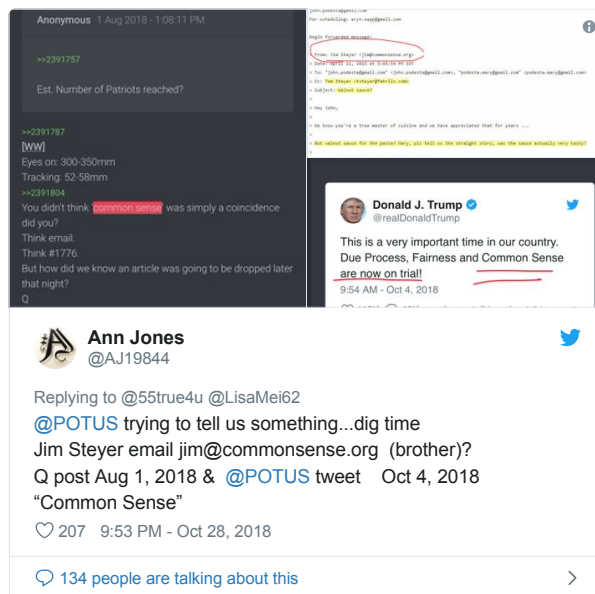 Anonymous 1 Aug 2018 - 1:08:11 PM
>>2391757
Est. Number of Patriots reached?
>>2391787
[WW]
Eyes on: 300-350mm
Tracking: 52-58mm
>>2391804
You didn't think common sense was simply a coincidence
did you?
Think email.
Think #1776.
But how did we know an article was going to be dropped later
that night?
Q
Begin forwarded message:
> From: Jim Steyer <jim@commonsense.org>
> Subject: Walnut sauce?
> Hey John,
> We know you're a true master of cuisine and we have appreciated that for years ...
> But walnut sauce for the pasta? Mary, plz tell us the straight story, was the sauce actually very tasty?
Donald J. Trump
@realDonaldTrump
This is a very important time in our country.
Due Process, Fairness and Common Sense
are now on trial!
9:54 AM - Oct 4, 2018
Ann Jones
@AJ19844
Replying to @55true4u @LisaMei62
@POTUS trying to tell us something...dig time
Jim Steyer email jim@commonsense.org (brother)?
Q post Aug 1, 2018 & @POTUS tweet Oct 4, 2018
“Common Sense”
207 9:53 PM - Oct 28, 2018
134 people are talking about this